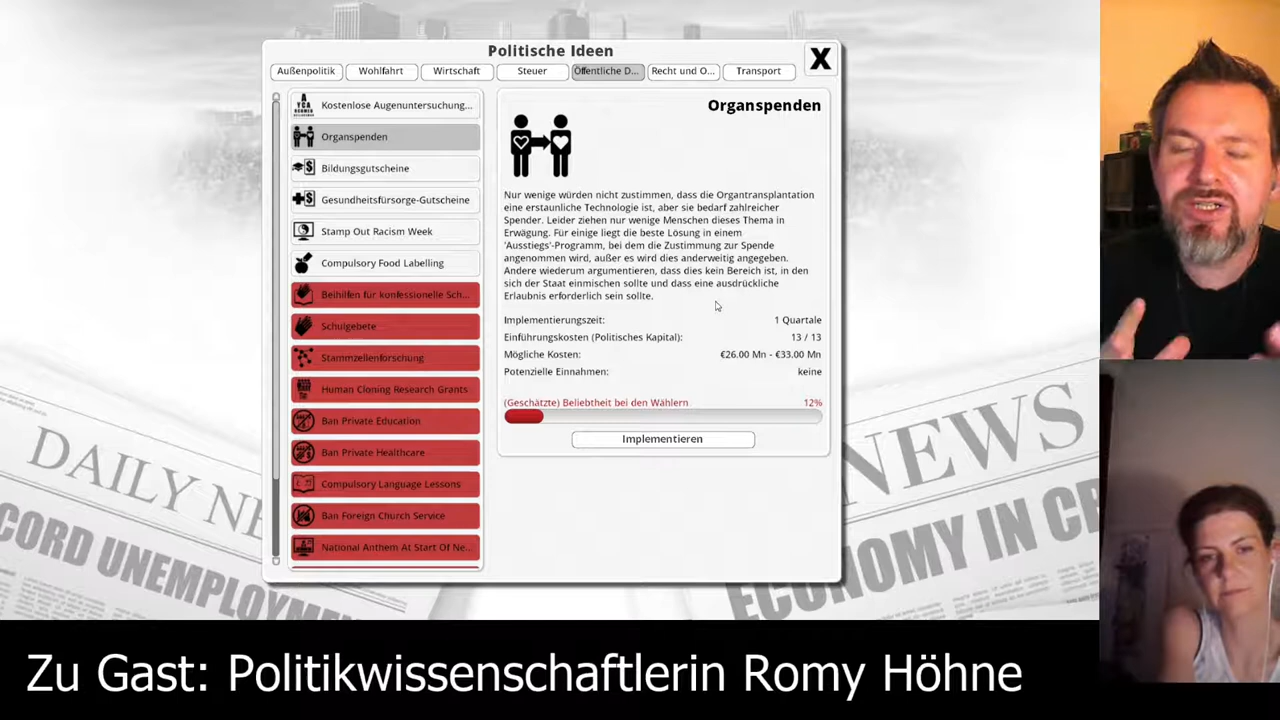 Politische Ideen
X
Außenpolitik
Wohlfahrt
Wirtschaft
Steuer
Öffentliche D...
Recht und O...
Transport
Kostenlose Augenuntersuchung...
Organspenden
Bildungsgutscheine
Gesundheitsfürsorge-Gutscheine
Stamp Out Racism Week
Compulsory Food Labelling
Beihilfen für konfessionelle Sch...
Schulgebete
Stammzellenforschung
Human Cloning Research Grants
Ban Private Education
Ban Private Healthcare
Compulsory Language Lessons
Ban Foreign Church Service
National Anthem At Start Of Ne...
Organspenden
Nur wenige würden nicht zustimmen, dass die Organtransplantation
eine erstaunliche Technologie ist, aber sie bedarf zahlreicher
Spender. Leider ziehen nur wenige Menschen dieses Thema in
Erwägung. Für einige liegt die beste Lösung in einem
'Ausstiegs'-Programm, bei dem die Zustimmung zur Spende
angenommen wird, außer es wird dies anderweitig angegeben.
Andere wiederum argumentieren, dass dies kein Bereich ist, in den
sich der Staat einmischen sollte und dass eine ausdrückliche
Erlaubnis erforderlich sein sollte.
Implementierungszeit: 1 Quartale
Einführungskosten (Politisches Kapital): 13 / 13
Mögliche Kosten: €26.00 Mn - €33.00 Mn
Potenzielle Einnahmen: keine
(Geschätzte) Beliebtheit bei den Wählern 12%
Implementieren
DAILY NE
CORD UNEMPLOYM
NEWS
ECONOMY IN CR
Zu Gast: Politikwissenschaftlerin Romy Höhne